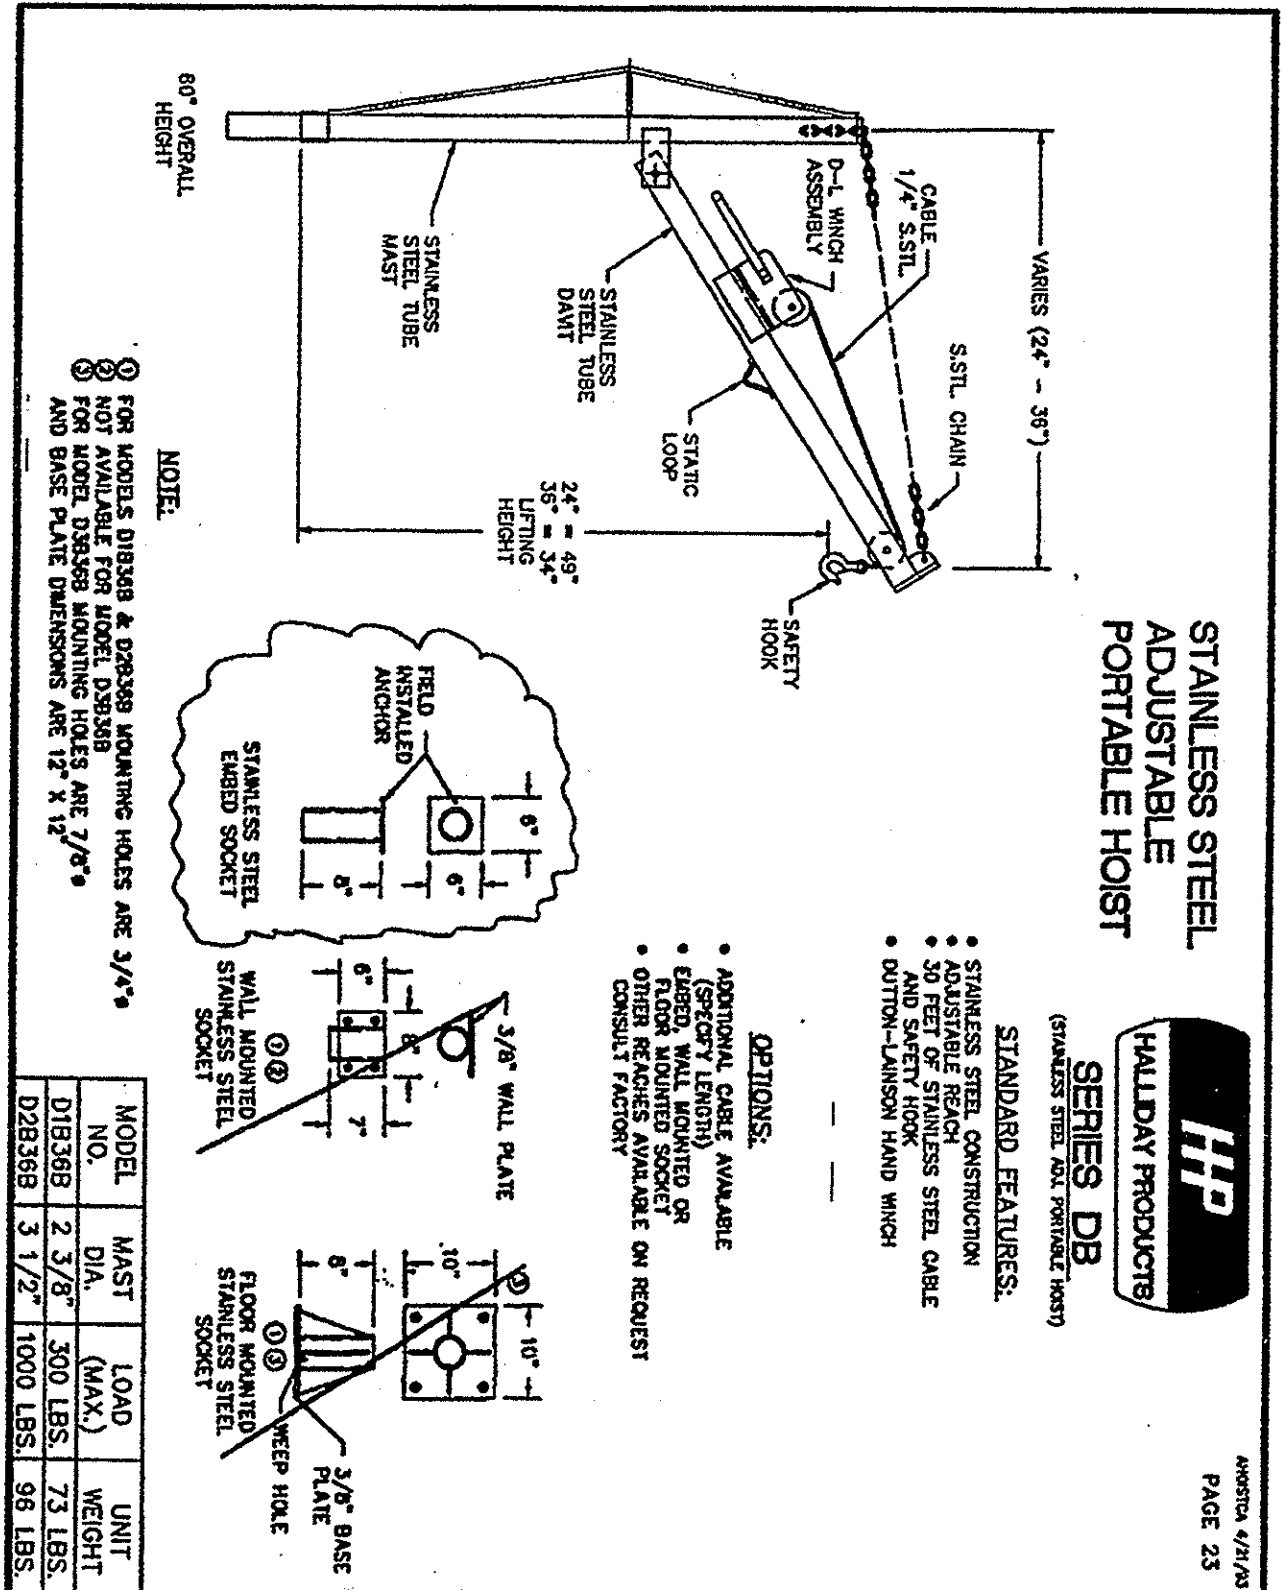 AHOISTCA 4/21/93
PAGE 23
STAINLESS STEEL
ADJUSTABLE
PORTABLE HOIST
HP
HALLIDAY PRODUCTS
SERIES DB
(STAINLESS STEEL ADJ. PORTABLE HOIST)
STANDARD FEATURES:
• STAINLESS STEEL CONSTRUCTION
• ADJUSTABLE REACH
• 30 FEET OF STAINLESS STEEL CABLE
AND SAFETY HOOK
• DUTTON-LAINSON HAND WINCH
OPTIONS:
• ADDITIONAL CABLE AVAILABLE
(SPECIFY LENGTH)
• EMBED, WALL MOUNTED OR
FLOOR MOUNTED SOCKET
• OTHER REACHES AVAILABLE ON REQUEST
CONSULT FACTORY
VARIES (24" - 36")
S.STL. CHAIN
CABLE
1/4" S.STL.
D-L WINCH
ASSEMBLY
SAFETY
HOOK
STATIC
LOOP
STAINLESS
STEEL TUBE
DAVIT
24" = 49"
36" = 34"
LIFTING
HEIGHT
STAINLESS
STEEL TUBE
MAST
60" OVERALL
HEIGHT
FIELD
INSTALLED
ANCHOR
6"
6"
8"
STAINLESS STEEL
EMBED SOCKET
3/8" WALL PLATE
6"
6"
7"
①②
WALL MOUNTED
STAINLESS STEEL
SOCKET
③
10"
10"
8"
3/8" BASE
PLATE
WEEP HOLE
①③
FLOOR MOUNTED
STAINLESS STEEL
SOCKET
NOTE:
① FOR MODELS D1B36B & D2B36B MOUNTING HOLES ARE 3/4"ø
② NOT AVAILABLE FOR MODEL D3B36B
③ FOR MODEL D3B36B MOUNTING HOLES ARE 7/8"ø
AND BASE PLATE DIMENSIONS ARE 12" X 12"
MODEL NO. MAST DIA. LOAD (MAX.) UNIT WEIGHT
D1B36B 2 3/8" 300 LBS. 73 LBS.
D2B36B 3 1/2" 1000 LBS. 98 LBS.